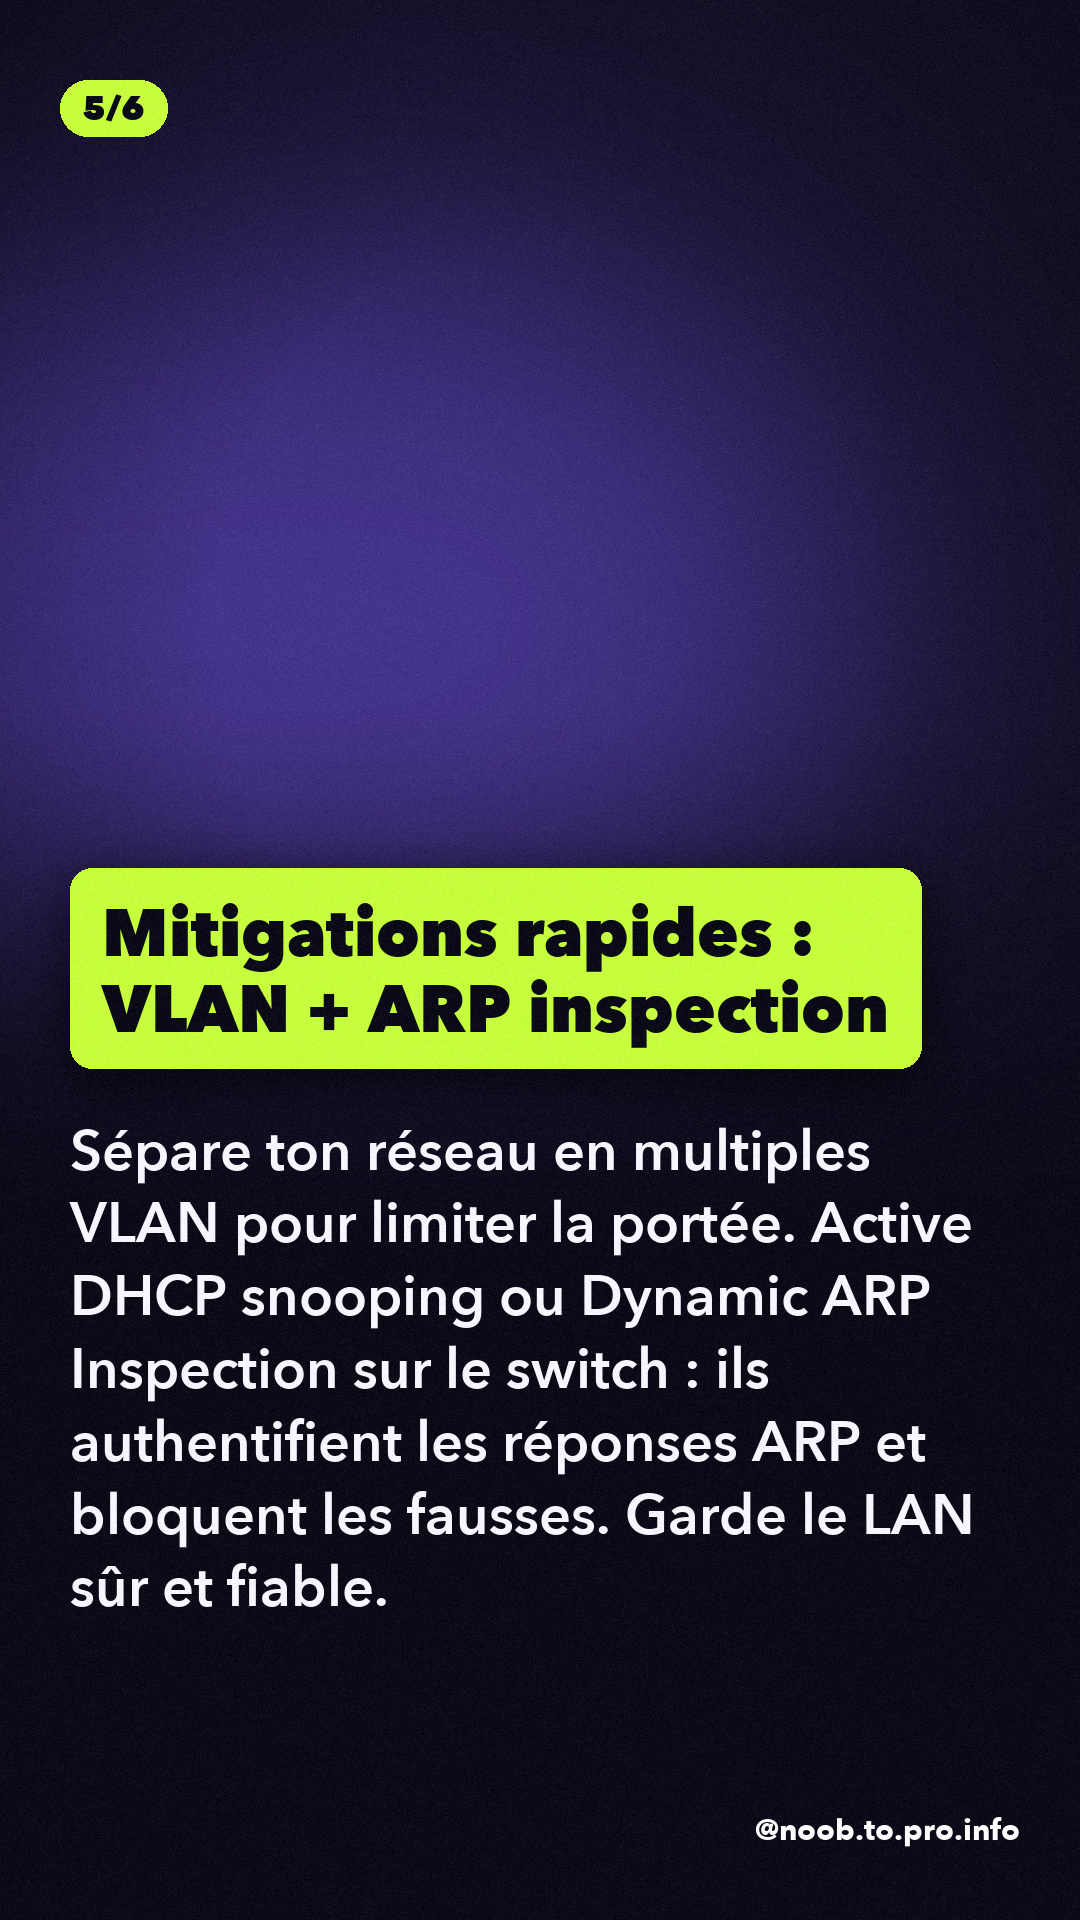 5/6
Mitigations rapides :
VLAN + ARP inspection
Sépare ton réseau en multiples
VLAN pour limiter la portée. Active
DHCP snooping ou Dynamic ARP
Inspection sur le switch : ils
authentifient les réponses ARP et
bloquent les fausses. Garde le LAN
sûr et fiable.
@noob.to.pro.info